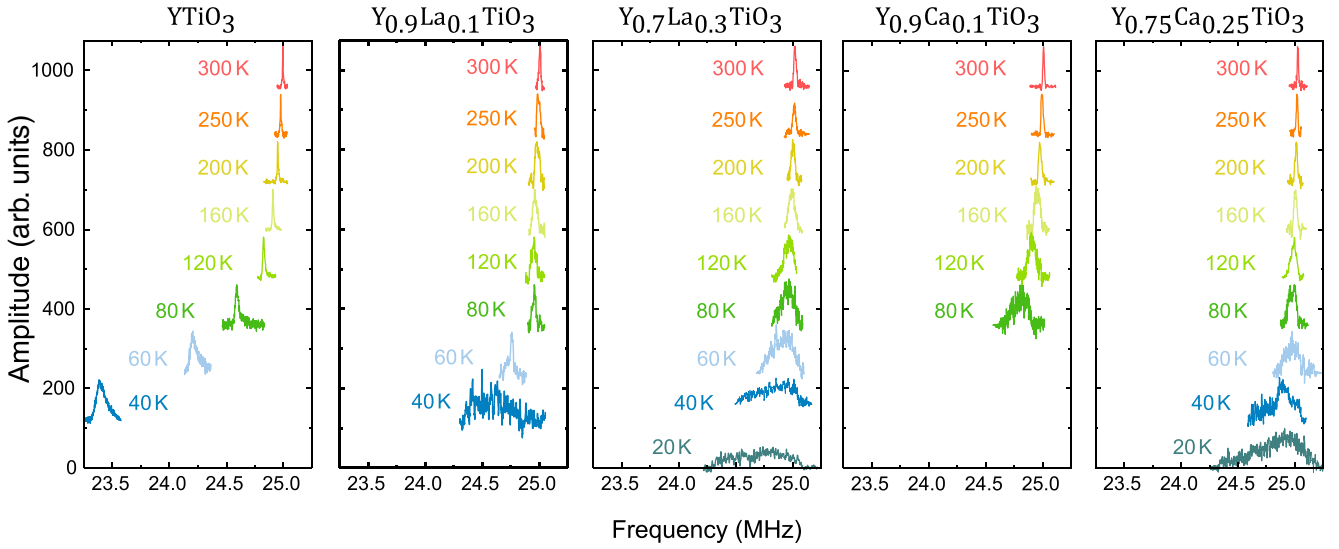 YTiO3 Y0.9La0.1TiO3 Y0.7La0.3TiO3 Y0.9Ca0.1TiO3 Y0.75Ca0.25TiO3
1000 300 K 300 K 300 K 300 K 300 K
250 K 250 K 250 K 250 K 250 K
800
200 K 200 K 200 K 200 K 200 K
600 160 K 160 K 160 K 160 K 160 K
120 K 120 K 120 K 120 K 120 K
400
80 K 80 K 80 K 80 K 80 K
60 K 60 K 60 K 60 K
200
40 K 40 K 40 K 40 K
20 K 20 K
0
Amplitude (arb. units)
23.5 24.0 24.5 25.0 23.5 24.0 24.5 25.0 23.5 24.0 24.5 25.0 23.5 24.0 24.5 25.0 23.5 24.0 24.5 25.0
Frequency (MHz)